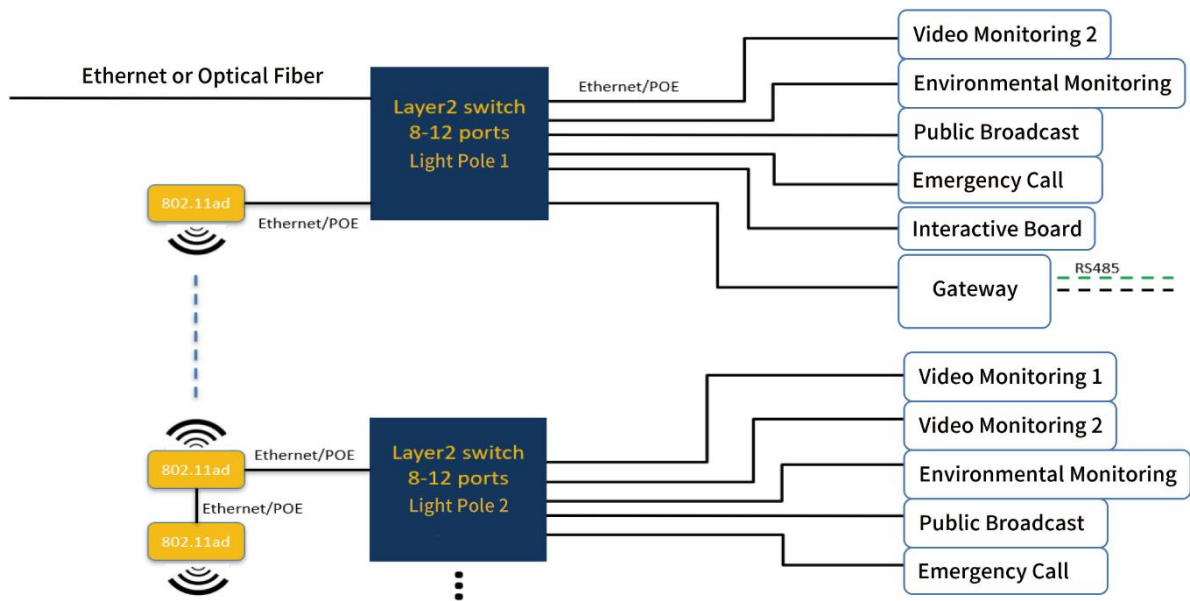 Ethernet or Optical Fiber
Layer2 switch
8-12 ports
Light Pole 1
Ethernet/POE
Video Monitoring 2
Environmental Monitoring
Public Broadcast
Emergency Call
Interactive Board
Gateway
RS485
802.11ad
Ethernet/POE
802.11ad
Ethernet/POE
Ethernet/POE
802.11ad
Layer2 switch
8-12 ports
Light Pole 2
Video Monitoring 1
Video Monitoring 2
Environmental Monitoring
Public Broadcast
Emergency Call